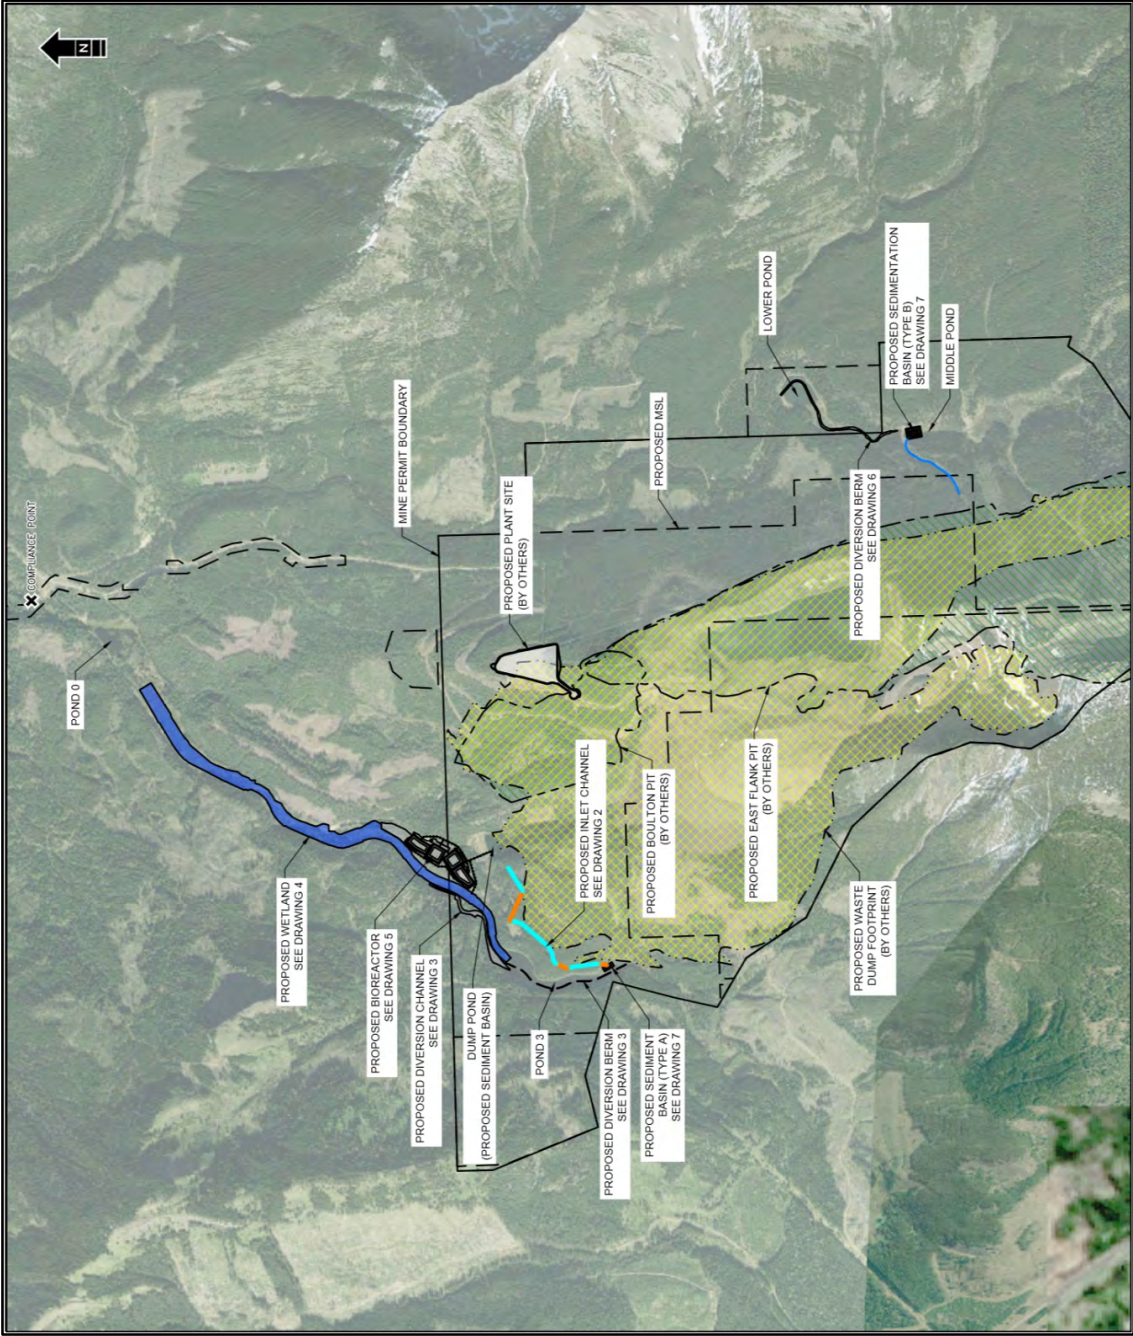 N
COMPLIANCE POINT
POND 0
MINE PERMIT BOUNDARY
PROPOSED PLANT SITE
(BY OTHERS)
PROPOSED MSL
LOWER POND
PROPOSED SEDIMENTATION
BASIN (TYPE B)
SEE DRAWING 7
MIDDLE POND
PROPOSED DIVERSION BERM
SEE DRAWING 6
PROPOSED WETLAND
SEE DRAWING 4
PROPOSED BIOREACTOR
SEE DRAWING 5
PROPOSED DIVERSION CHANNEL
SEE DRAWING 3
DUMP POND
(PROPOSED SEDIMENT BASIN)
POND 3
PROPOSED DIVERSION BERM
SEE DRAWING 3
PROPOSED SEDIMENT
BASIN (TYPE A)
SEE DRAWING 7
PROPOSED INLET CHANNEL
SEE DRAWING 2
PROPOSED BOULTON PIT
(BY OTHERS)
PROPOSED EAST FLANK PIT
(BY OTHERS)
PROPOSED WASTE
DUMP FOOTPRINT
(BY OTHERS)